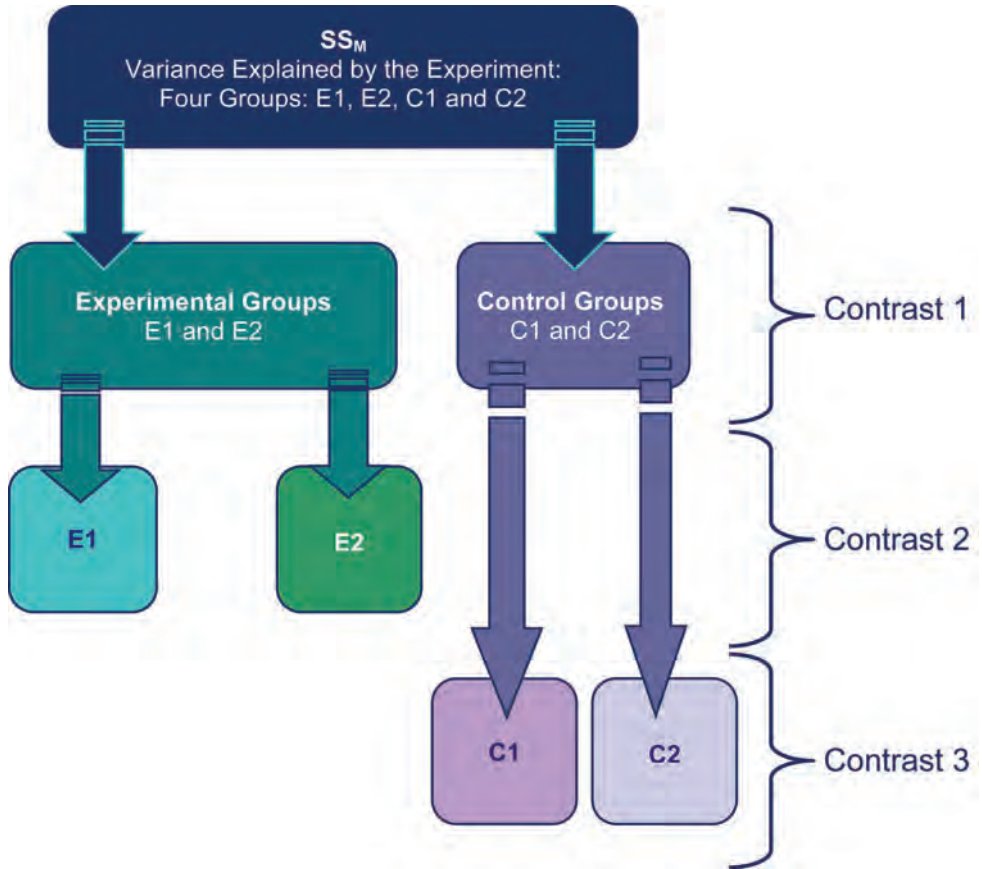 SSM
Variance Explained by the Experiment:
Four Groups: E1, E2, C1 and C2
Experimental Groups
E1 and E2
Control Groups
C1 and C2
Contrast 1
E1
E2
Contrast 2
C1
C2
Contrast 3